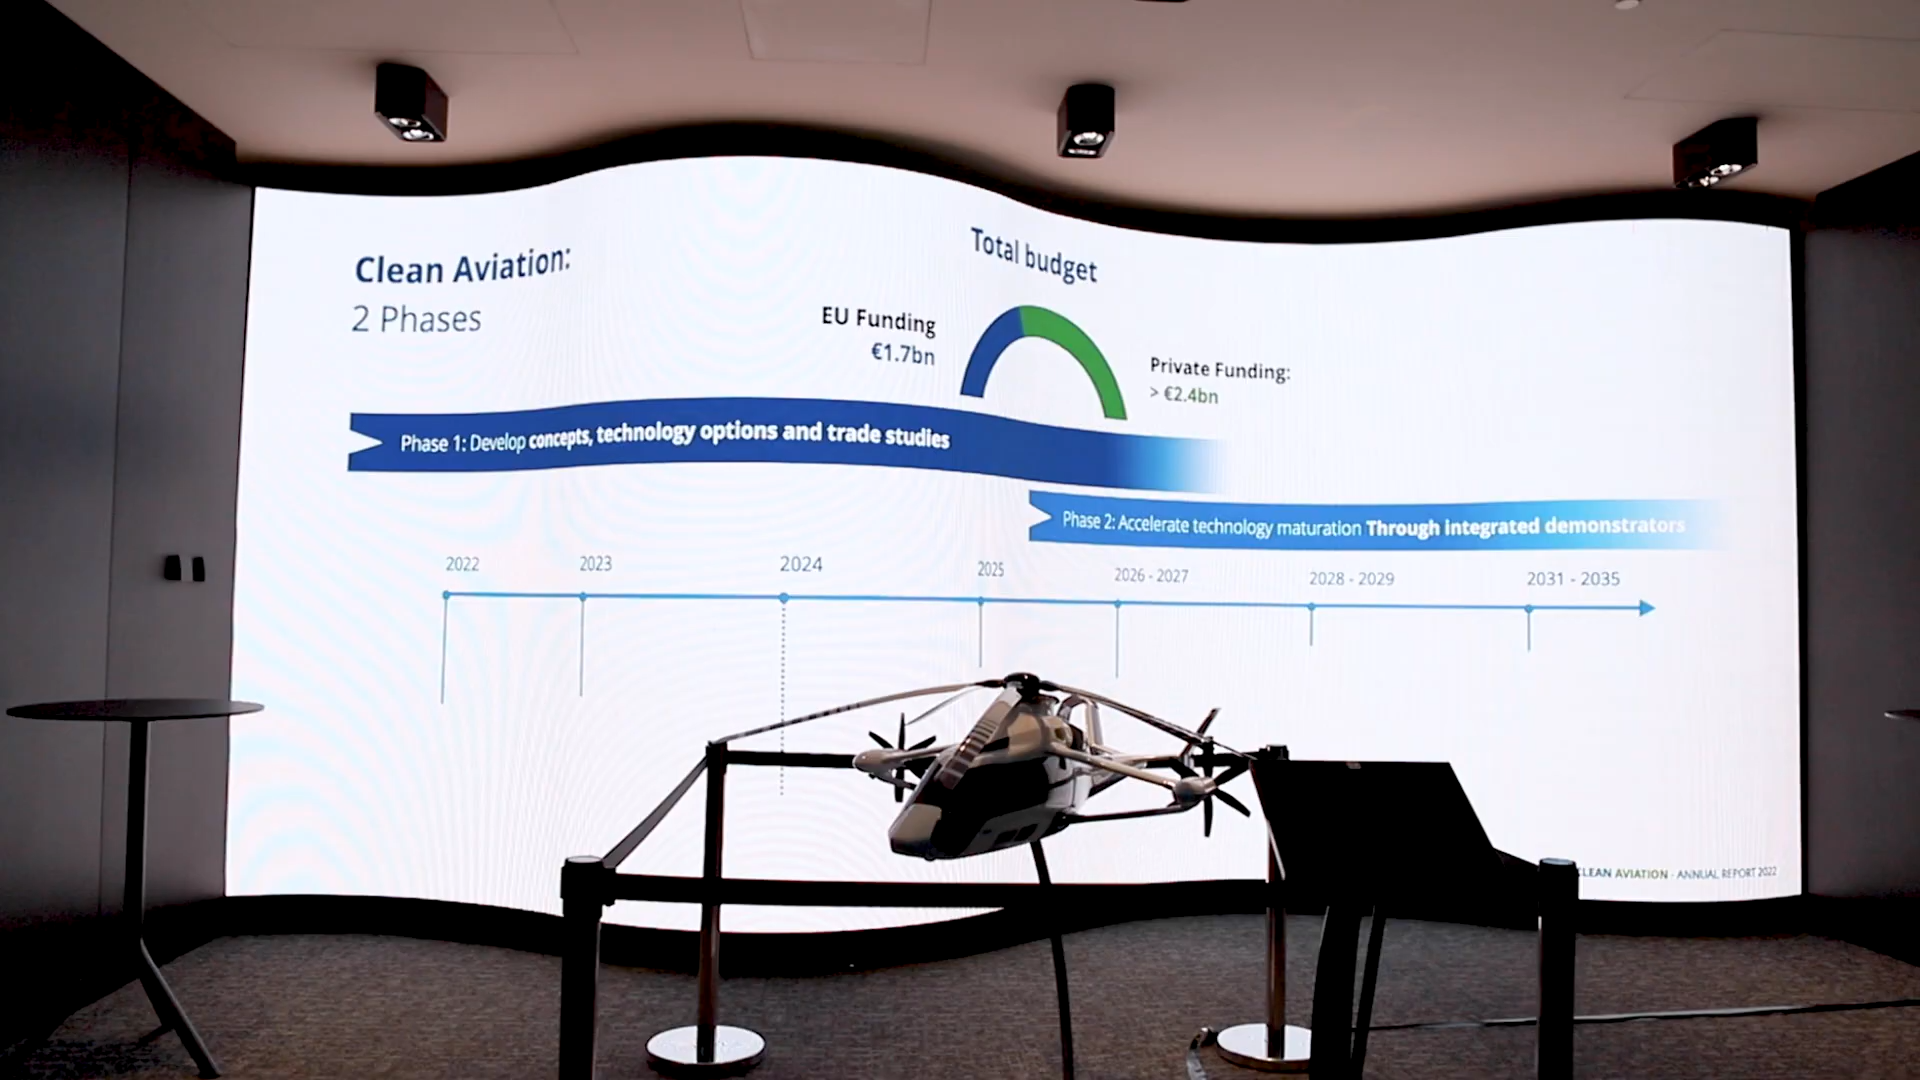 Clean Aviation:
2 Phases
Total budget
EU Funding
€1.7bn
Private Funding:
> €2.4bn
Phase 1: Develop concepts, technology options and trade studies
Phase 2: Accelerate technology maturation Through integrated demonstrators
2022
2023
2024
2025
2026 - 2027
2028 - 2029
2031 - 2035
CLEAN AVIATION - ANNUAL REPORT 2022